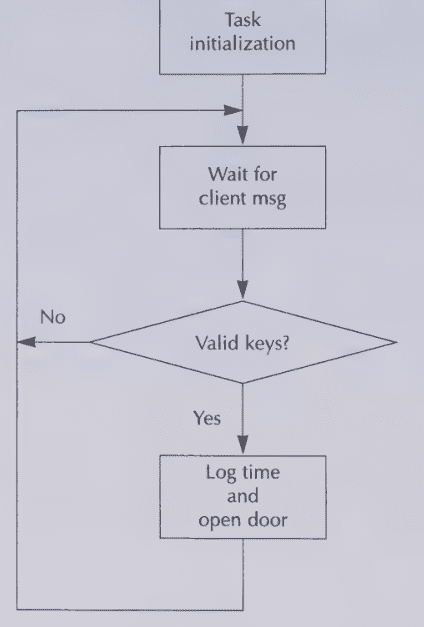 Task
initialization
Wait for
client msg
No
Valid keys?
Yes
Log time
and
open door